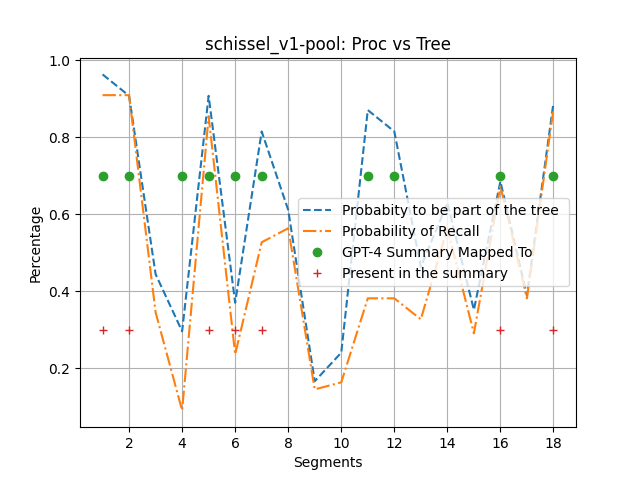 schissel_v1-pool: Proc vs Tree
1.0
0.8
0.6
0.4
0.2
Percentage
Probabity to be part of the tree
Probability of Recall
GPT-4 Summary Mapped To
Present in the summary
2 4 6 8 10 12 14 16 18
Segments